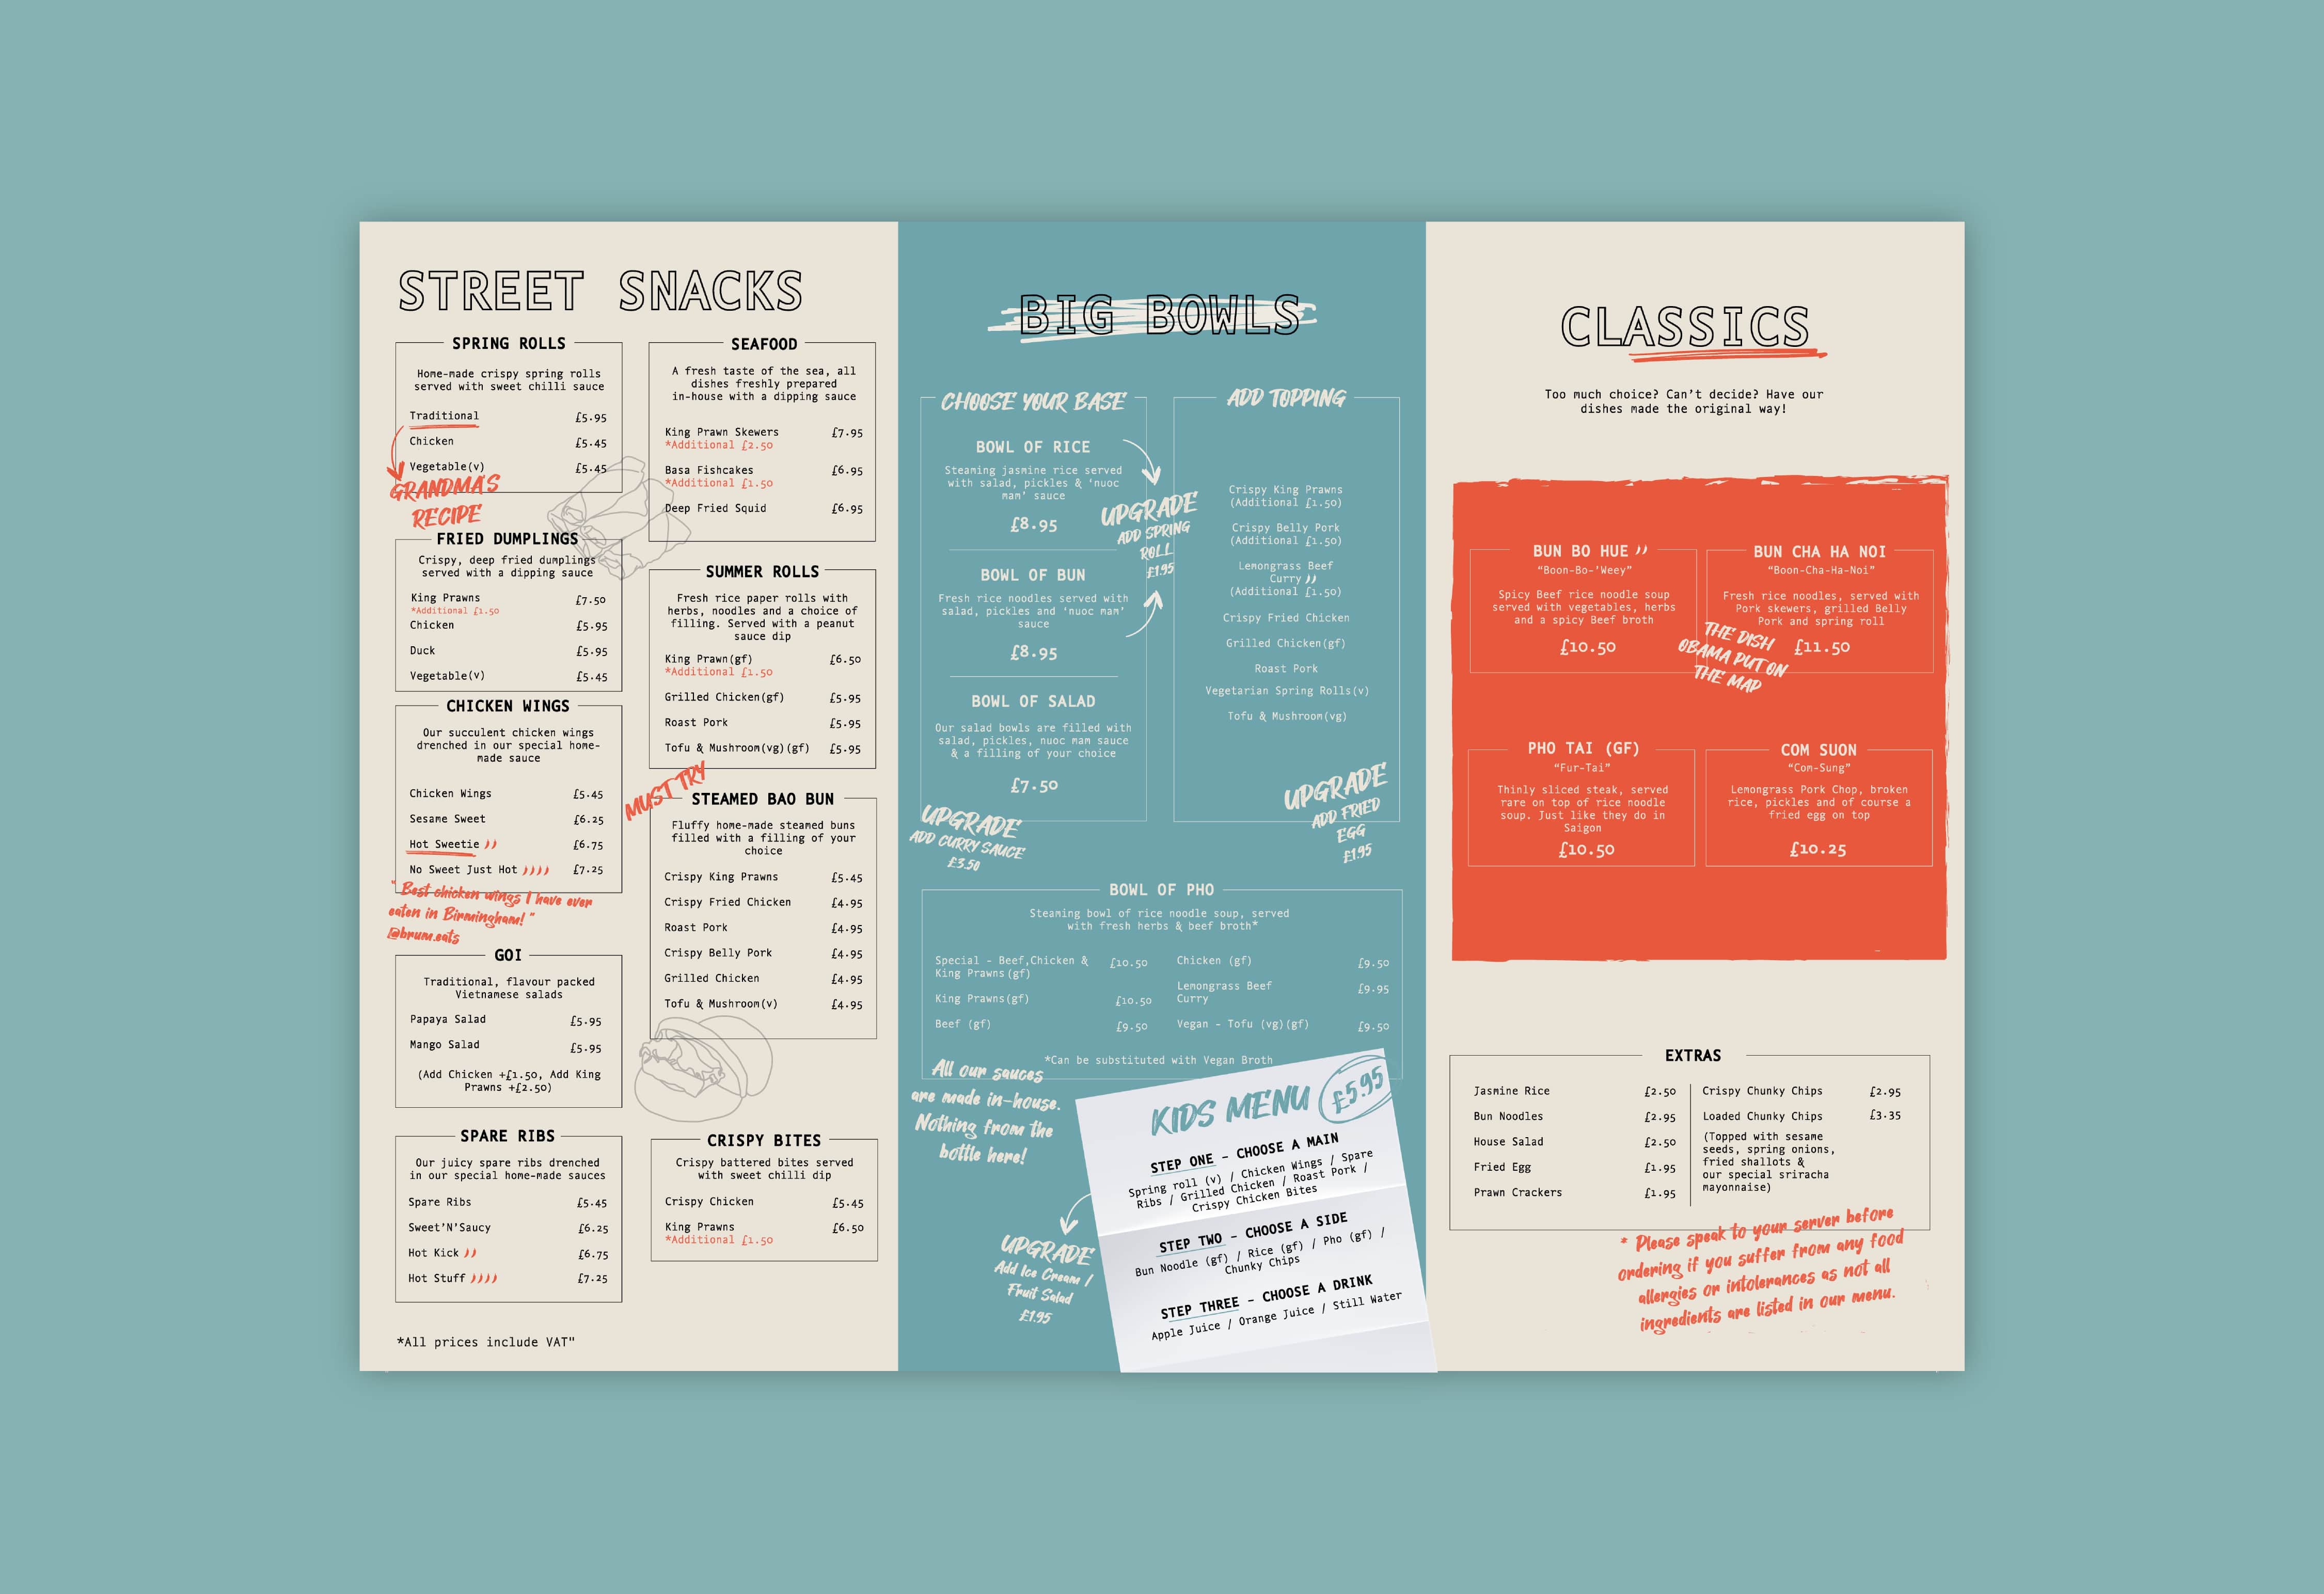 STREET SNACKS
SPRING ROLLS
Home-made crispy spring rolls
served with sweet chilli sauce
Traditional £5.95
Chicken £5.45
Vegetable(v) £5.45
GRANDMA'S
RECIPE
FRIED DUMPLINGS
Crispy, deep fried dumplings
served with a dipping sauce
King Prawns £7.50
*Additional £1.50
Chicken £5.95
Duck £5.95
Vegetable(v) £5.45
CHICKEN WINGS
Our succulent chicken wings
drenched in our special home-
made sauce
Chicken Wings £5.45
Sesame Sweet £6.25
Hot Sweetie £6.75
No Sweet Just Hot £7.25
" Best chicken wings I have ever
eaten in Birmingham! "
@brum.eats
GOI
Traditional, flavour packed
Vietnamese salads
Papaya Salad £5.95
Mango Salad £5.95
(Add Chicken +£1.50, Add King
Prawns +£2.50)
SPARE RIBS
Our juicy spare ribs drenched
in our special home-made sauces
Spare Ribs £5.45
Sweet'N'Saucy £6.25
Hot Kick £6.75
Hot Stuff £7.25
*All prices include VAT"
SEAFOOD
A fresh taste of the sea, all
dishes freshly prepared
in-house with a dipping sauce
King Prawn Skewers £7.95
*Additional £2.50
Basa Fishcakes £6.95
*Additional £1.50
Deep Fried Squid £6.95
SUMMER ROLLS
Fresh rice paper rolls with
herbs, noodles and a choice of
filling. Served with a peanut
sauce dip
King Prawn(gf) £6.50
*Additional £1.50
Grilled Chicken(gf) £5.95
Roast Pork £5.95
Tofu & Mushroom(vg)(gf) £5.95
MUST TRY
STEAMED BAO BUN
Fluffy home-made steamed buns
filled with a filling of your
choice
Crispy King Prawns £5.45
Crispy Fried Chicken £4.95
Roast Pork £4.95
Crispy Belly Pork £4.95
Grilled Chicken £4.95
Tofu & Mushroom(v) £4.95
CRISPY BITES
Crispy battered bites served
with sweet chilli dip
Crispy Chicken £5.45
King Prawns £6.50
*Additional £1.50
BIG BOWLS
CHOOSE YOUR BASE
BOWL OF RICE
Steaming jasmine rice served
with salad, pickles & 'nuoc
mam' sauce
£8.95
BOWL OF BUN
Fresh rice noodles served with
salad, pickles and 'nuoc mam'
sauce
£8.95
BOWL OF SALAD
Our salad bowls are filled with
salad, pickles, nuoc mam sauce
& a filling of your choice
£7.50
UPGRADE
ADD CURRY SAUCE
£3.50
UPGRADE
ADD SPRING
ROLL
£1.95
ADD TOPPING
Crispy King Prawns
(Additional £1.50)
Crispy Belly Pork
(Additional £1.50)
Lemongrass Beef
Curry
(Additional £1.50)
Crispy Fried Chicken
Grilled Chicken(gf)
Roast Pork
Vegetarian Spring Rolls(v)
Tofu & Mushroom(vg)
UPGRADE
ADD FRIED
EGG
£1.95
BOWL OF PHO
Steaming bowl of rice noodle soup, served
with fresh herbs & beef broth*
Special - Beef,Chicken & £10.50
King Prawns(gf)
King Prawns(gf) £10.50
Beef (gf) £9.50
Chicken (gf) £9.50
Lemongrass Beef £9.95
Curry
Vegan - Tofu (vg)(gf) £9.50
*Can be substituted with Vegan Broth
All our sauces
are made in-house.
Nothing from the
bottle here!
KIDS MENU £5.95
STEP ONE - CHOOSE A MAIN
Spring roll (v) / Chicken Wings / Spare
Ribs / Grilled Chicken / Roast Pork /
Crispy Chicken Bites
STEP TWO - CHOOSE A SIDE
Bun Noodle (gf) / Rice (gf) / Pho (gf) /
Chunky Chips
STEP THREE - CHOOSE A DRINK
Apple Juice / Orange Juice / Still Water
UPGRADE
Add Ice Cream /
Fruit Salad
£1.95
CLASSICS
Too much choice? Can't decide? Have our
dishes made the original way!
BUN BO HUE
"Boon-Bo-'Weey"
Spicy Beef rice noodle soup
served with vegetables, herbs
and a spicy Beef broth
£10.50
BUN CHA HA NOI
"Boon-Cha-Ha-Noi"
Fresh rice noodles, served with
Pork skewers, grilled Belly
Pork and spring roll
£11.50
THE DISH
OBAMA PUT ON
THE MAP
PHO TAI (GF)
"Fur-Tai"
Thinly sliced steak, served
rare on top of rice noodle
soup. Just like they do in
Saigon
£10.50
COM SUON
"Com-Sung"
Lemongrass Pork Chop, broken
rice, pickles and of course a
fried egg on top
£10.25
EXTRAS
Jasmine Rice £2.50
Bun Noodles £2.95
House Salad £2.50
Fried Egg £1.95
Prawn Crackers £1.95
Crispy Chunky Chips £2.95
Loaded Chunky Chips £3.35
(Topped with sesame
seeds, spring onions,
fried shallots &
our special sriracha
mayonnaise)
* Please speak to your server before
ordering if you suffer from any food
allergies or intolerances as not all
ingredients are listed in our menu.